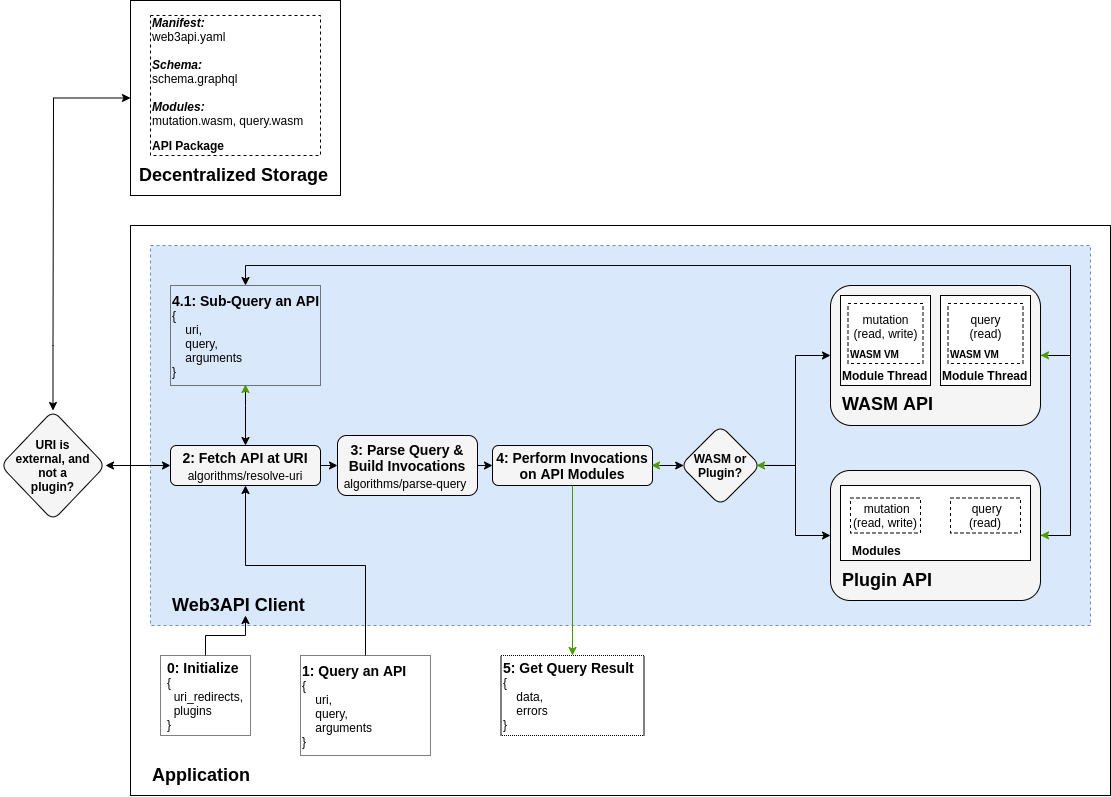 Manifest:
web3api.yaml
Schema:
schema.graphql
Modules:
mutation.wasm, query.wasm
API Package
Decentralized Storage
4.1: Sub-Query an API
{
uri,
query,
arguments
}
mutation
(read, write)
WASM VM
Module Thread
query
(read)
WASM VM
Module Thread
WASM API
URI is
external, and
not a
plugin?
2: Fetch API at URI
algorithms/resolve-uri
3: Parse Query &
Build Invocations
algorithms/parse-query
4: Perform Invocations
on API Modules
WASM or
Plugin?
mutation
(read, write)
query
(read)
Modules
Plugin API
Web3API Client
0: Initialize
{
uri_redirects,
plugins
}
1: Query an API
{
uri,
query,
arguments
}
5: Get Query Result
{
data,
errors
}
Application